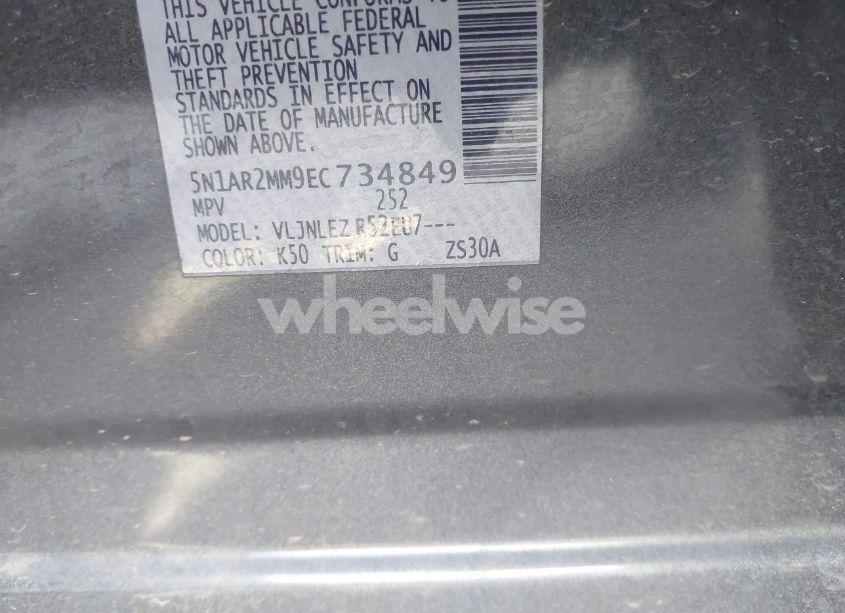 THIS VEHICLE CONFORMS TO
ALL APPLICABLE FEDERAL
MOTOR VEHICLE SAFETY AND
THEFT PREVENTION
STANDARDS IN EFFECT ON
THE DATE OF MANUFACTURE
SHOWN ABOVE.
5N1AR2MM9EC734849
MPV 252
MODEL: VLJNLEZ R52EU7---
COLOR: K50 TRIM: G ZS30A
wheelwise